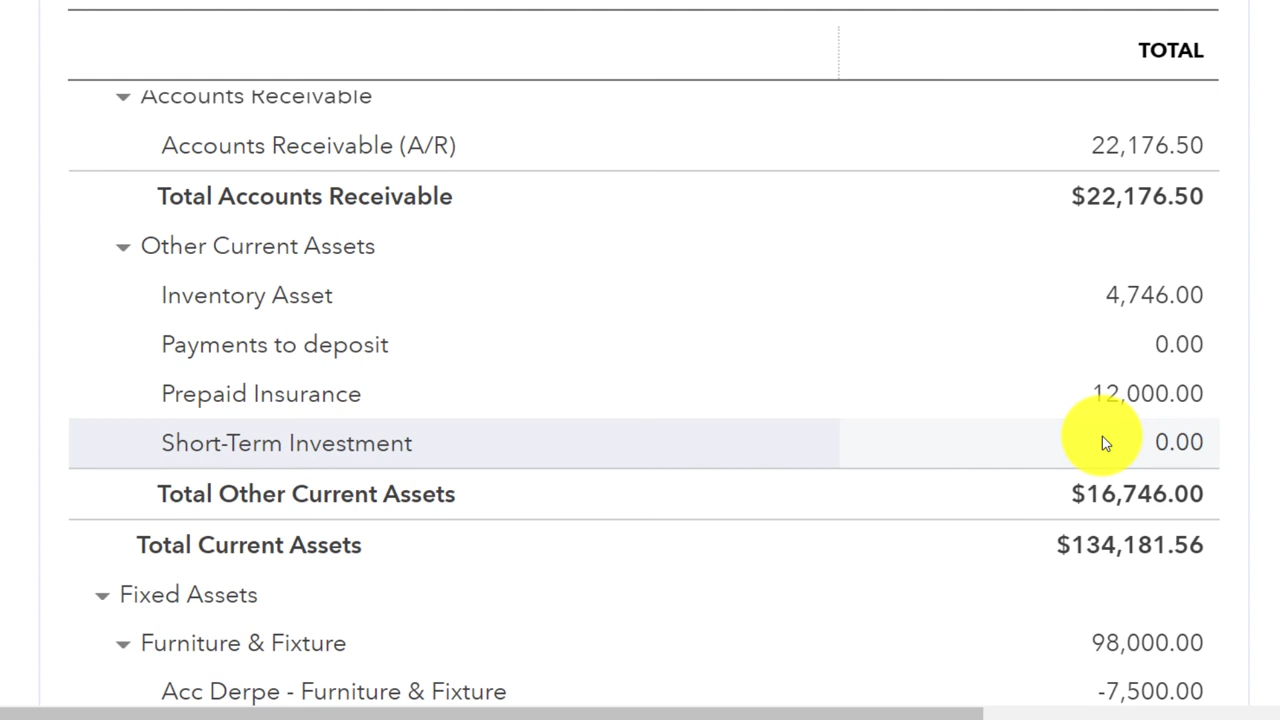 TOTAL
Accounts Receivable
Accounts Receivable (A/R) 22,176.50
Total Accounts Receivable $22,176.50
Other Current Assets
Inventory Asset 4,746.00
Payments to deposit 0.00
Prepaid Insurance 12,000.00
Short-Term Investment 0.00
Total Other Current Assets $16,746.00
Total Current Assets $134,181.56
Fixed Assets
Furniture & Fixture 98,000.00
Acc Derpe - Furniture & Fixture -7,500.00